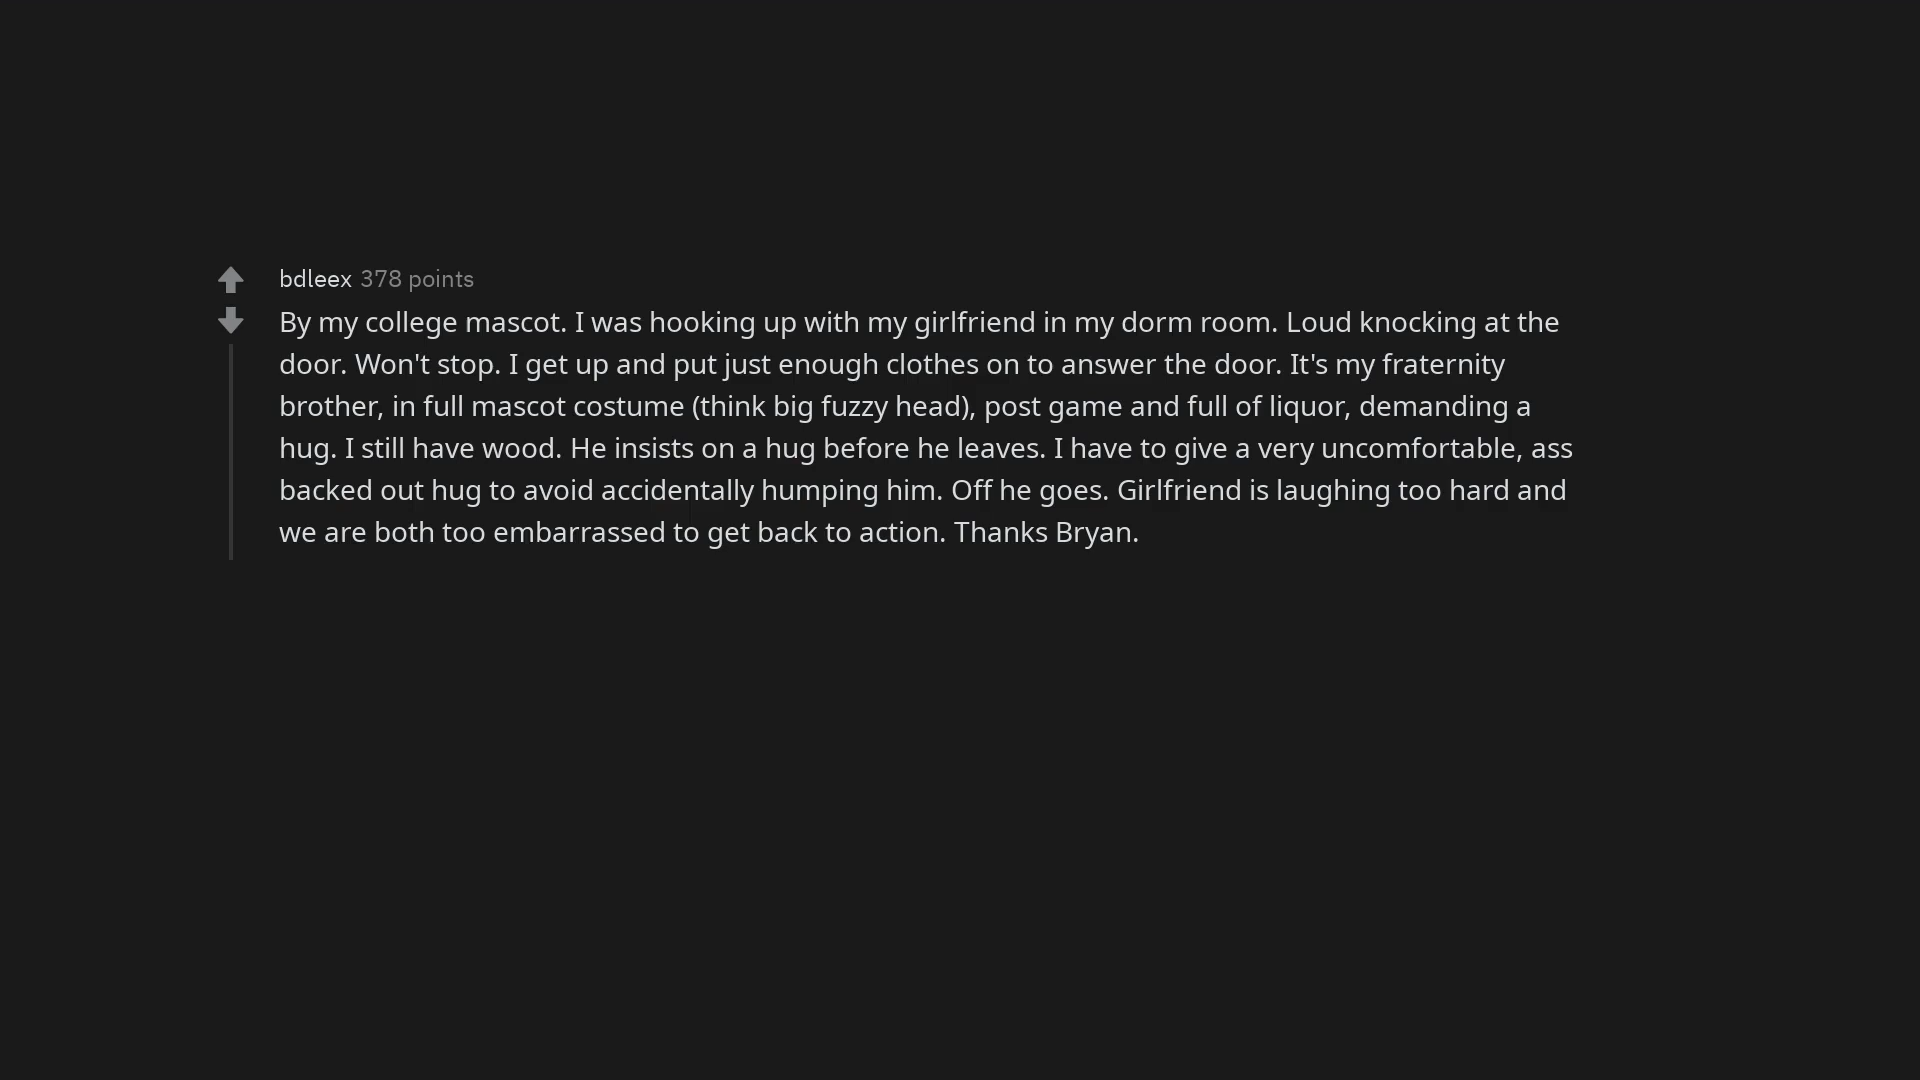 bdleex 378 points
By my college mascot. I was hooking up with my girlfriend in my dorm room. Loud knocking at the
door. Won't stop. I get up and put just enough clothes on to answer the door. It's my fraternity
brother, in full mascot costume (think big fuzzy head), post game and full of liquor, demanding a
hug. I still have wood. He insists on a hug before he leaves. I have to give a very uncomfortable, ass
backed out hug to avoid accidentally humping him. Off he goes. Girlfriend is laughing too hard and
we are both too embarrassed to get back to action. Thanks Bryan.